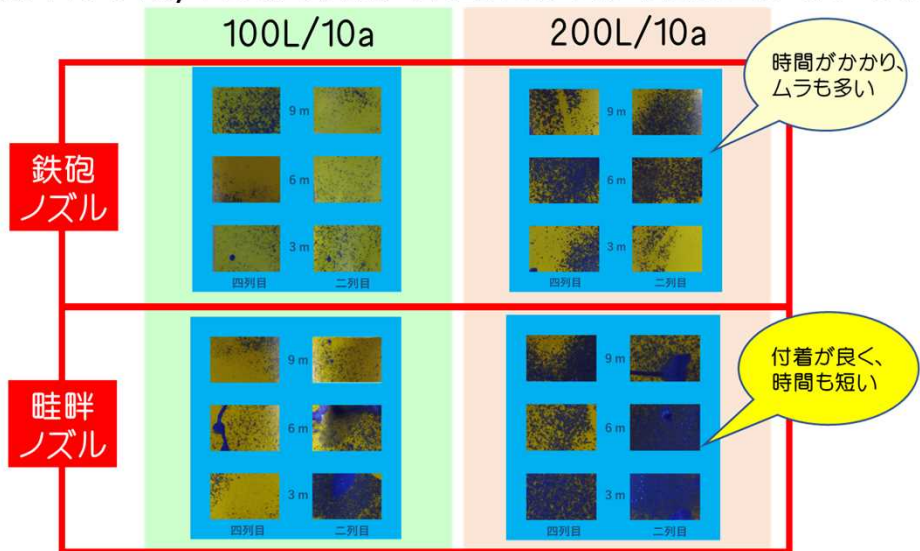 100L/10a
200L/10a
時間がかかり、
ムラも多い
鉄砲
ノズル
9 m
6 m
3 m
四列目
二列目
9 m
6 m
3 m
四列目
二列目
畦畔
ノズル
9 m
6 m
3 m
四列目
二列目
9 m
6 m
3 m
四列目
二列目
付着が良く、
時間も短い